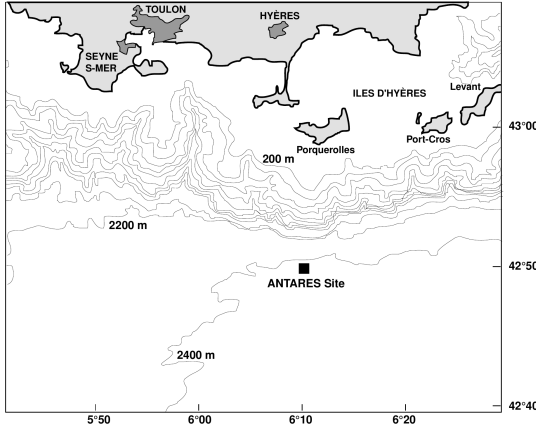 TOULON
HYÈRES
SEYNE
S-MER
ILES D'HYÈRES
Levant
Porquerolles
Port-Cros
43°00
200 m
2200 m
42°50
ANTARES Site
2400 m
42°40
5°50
6°00
6°10
6°20